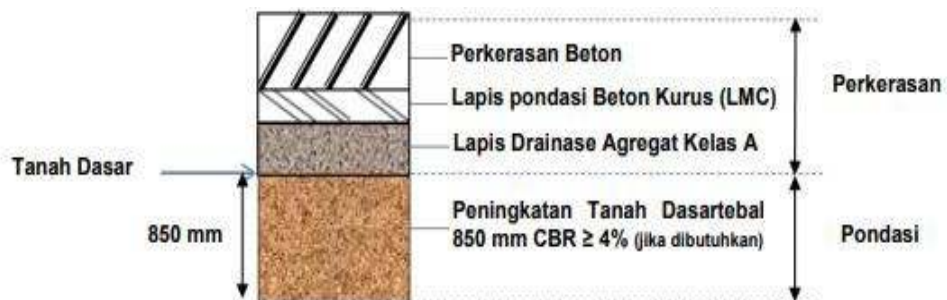 Perkerasan Beton
Perkerasan
Lapis pondasi Beton Kurus (LMC)
Lapis Drainase Agregat Kelas A
Tanah Dasar
Peningkatan Tanah Dasartebal
850 mm CBR ≥ 4% (jika dibutuhkan)
850 mm
Pondasi